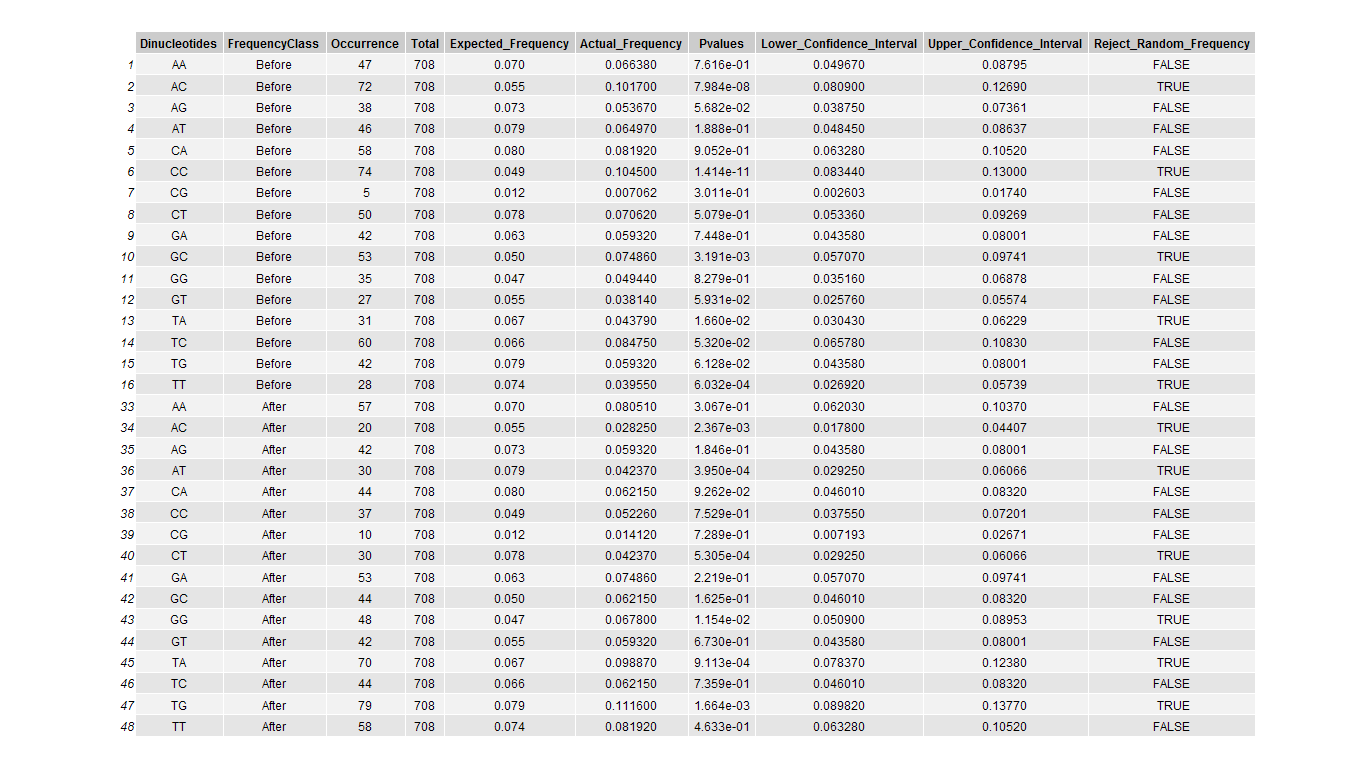 Dinucleotides FrequencyClass Occurrence Total Expected_Frequency Actual_Frequency Pvalues Lower_Confidence_Interval Upper_Confidence_Interval Reject_Random_Frequency
1 AA Before 47 708 0.070 0.066380 7.616e-01 0.049670 0.08795 FALSE
2 AC Before 72 708 0.055 0.101700 7.984e-08 0.080900 0.12690 TRUE
3 AG Before 38 708 0.073 0.053670 5.682e-02 0.038750 0.07361 FALSE
4 AT Before 46 708 0.079 0.064970 1.888e-01 0.048450 0.08637 FALSE
5 CA Before 58 708 0.080 0.081920 9.052e-01 0.063280 0.10520 FALSE
6 CC Before 74 708 0.049 0.104500 1.414e-11 0.083440 0.13000 TRUE
7 CG Before 5 708 0.012 0.007062 3.011e-01 0.002603 0.01740 FALSE
8 CT Before 50 708 0.078 0.070620 5.079e-01 0.053360 0.09269 FALSE
9 GA Before 42 708 0.063 0.059320 7.448e-01 0.043580 0.08001 FALSE
10 GC Before 53 708 0.050 0.074860 3.191e-03 0.057070 0.09741 TRUE
11 GG Before 35 708 0.047 0.049440 8.279e-01 0.035160 0.06878 FALSE
12 GT Before 27 708 0.055 0.038140 5.931e-02 0.025760 0.05574 FALSE
13 TA Before 31 708 0.067 0.043790 1.660e-02 0.030430 0.06229 TRUE
14 TC Before 60 708 0.066 0.084750 5.320e-02 0.065780 0.10830 FALSE
15 TG Before 42 708 0.079 0.059320 6.128e-02 0.043580 0.08001 FALSE
16 TT Before 28 708 0.074 0.039550 6.032e-04 0.026920 0.05739 TRUE
33 AA After 57 708 0.070 0.080510 3.067e-01 0.062030 0.10370 FALSE
34 AC After 20 708 0.055 0.028250 2.367e-03 0.017800 0.04407 TRUE
35 AG After 42 708 0.073 0.059320 1.846e-01 0.043580 0.08001 FALSE
36 AT After 30 708 0.079 0.042370 3.950e-04 0.029250 0.06066 TRUE
37 CA After 44 708 0.080 0.062150 9.262e-02 0.046010 0.08320 FALSE
38 CC After 37 708 0.049 0.052260 7.529e-01 0.037550 0.07201 FALSE
39 CG After 10 708 0.012 0.014120 7.289e-01 0.007193 0.02671 FALSE
40 CT After 30 708 0.078 0.042370 5.305e-04 0.029250 0.06066 TRUE
41 GA After 53 708 0.063 0.074860 2.219e-01 0.057070 0.09741 FALSE
42 GC After 44 708 0.050 0.062150 1.625e-01 0.046010 0.08320 FALSE
43 GG After 48 708 0.047 0.067800 1.154e-02 0.050900 0.08953 TRUE
44 GT After 42 708 0.055 0.059320 6.730e-01 0.043580 0.08001 FALSE
45 TA After 70 708 0.067 0.098870 9.113e-04 0.078370 0.12380 TRUE
46 TC After 44 708 0.066 0.062150 7.359e-01 0.046010 0.08320 FALSE
47 TG After 79 708 0.079 0.111600 1.664e-03 0.089820 0.13770 TRUE
48 TT After 58 708 0.074 0.081920 4.633e-01 0.063280 0.10520 FALSE